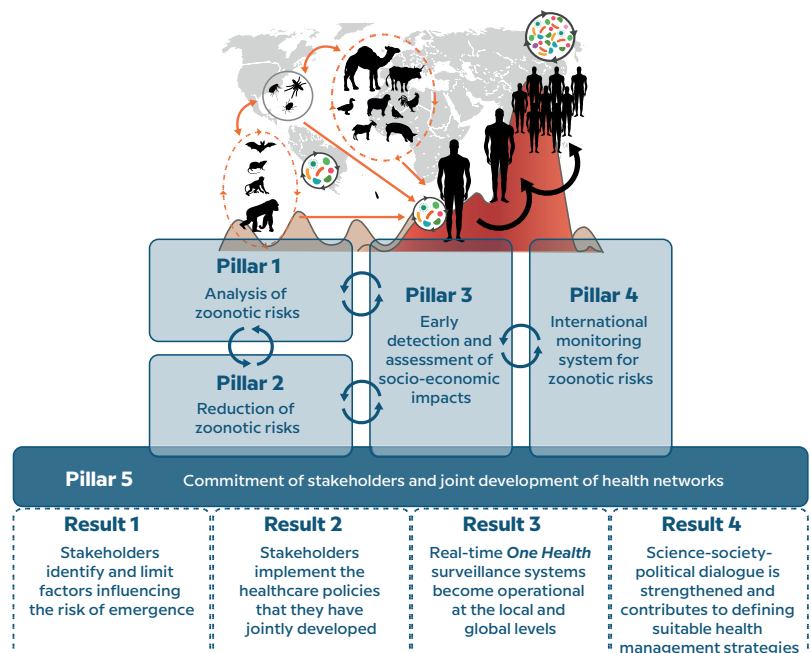 Pillar 1
Analysis of
zoonotic risks
Pillar 2
Reduction of
zoonotic risks
Pillar 3
Early
detection and
assessment of
socio-economic
impacts
Pillar 4
International
monitoring
system for
zoonotic risks
Pillar 5 Commitment of stakeholders and joint development of health networks
Result 1
Stakeholders
identify and limit
factors influencing
the risk of emergence
Result 2
Stakeholders
implement the
healthcare policies
that they have
jointly developed
Result 3
Real-time One Health
surveillance systems
become operational
at the local and
global levels
Result 4
Science-society-
political dialogue is
strengthened and
contributes to defining
suitable health
management strategies